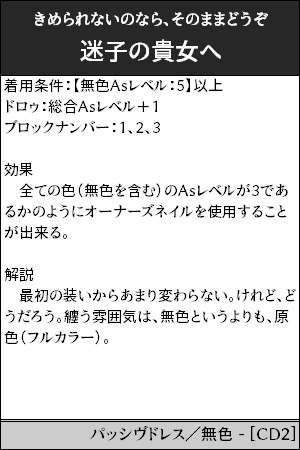 きめられないのなら、そのままどうぞ
迷子の貴女へ
着用条件：【無色Asレベル：5】以上
ドロゥ：総合Asレベル＋1
ブロックナンバー：1、2、3
効果
　全ての色（無色を含む）のAsレベルが3であ
るかのようにオーナーズネイルを使用すること
が出来る。
解説
　最初の装いからあまり変わらない。けれど、ど
うだろう。纏う雰囲気は、無色というよりも、原
色（フルカラー）。
パッシヴドレス／無色 - ［CD2］